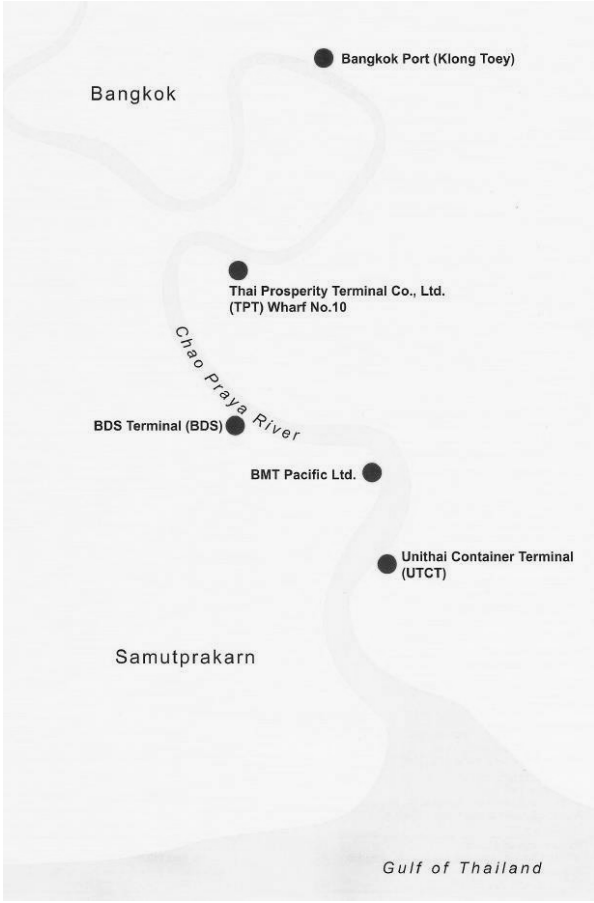 Bangkok Port (Klong Toey)
Bangkok
Thai Prosperity Terminal Co., Ltd.
(TPT) Wharf No.10
Chao Praya River
BDS Terminal (BDS)
BMT Pacific Ltd.
Unithai Container Terminal
(UTCT)
Samutprakarn
Gulf of Thailand